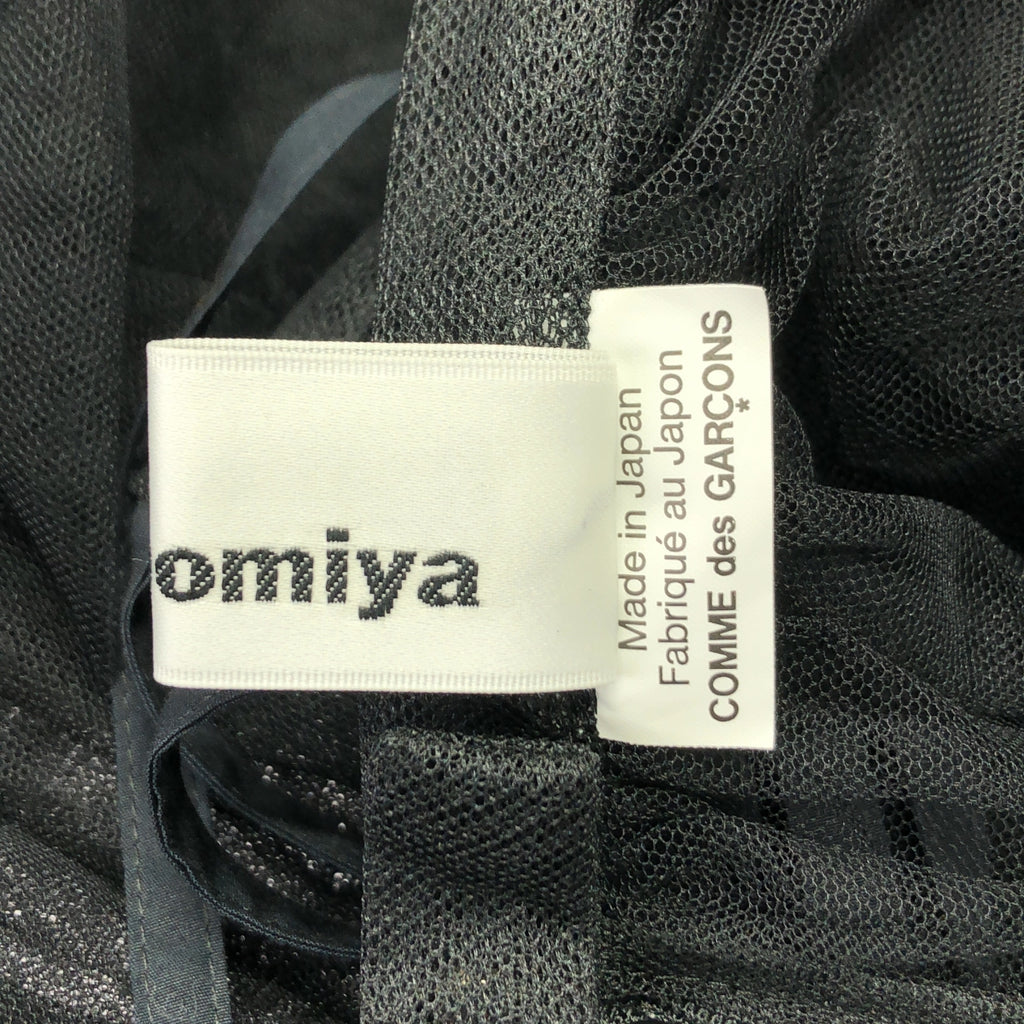 omiya
Made in Japan
Fabriqué au Japon
COMME des GARÇONS
*